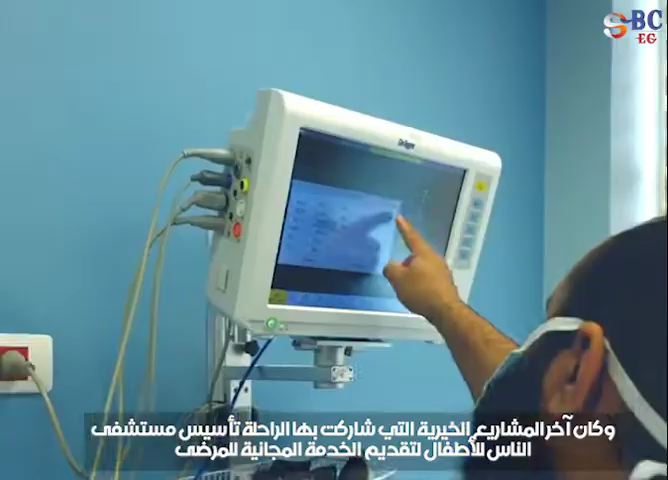 SBC
EG
Dräger
وكان آخر المشاريع الخيرية التي شاركت بها الراحلة تأسيس مستشفى
الناس للأطفال لتقديم الخدمة المجانية للمرضى